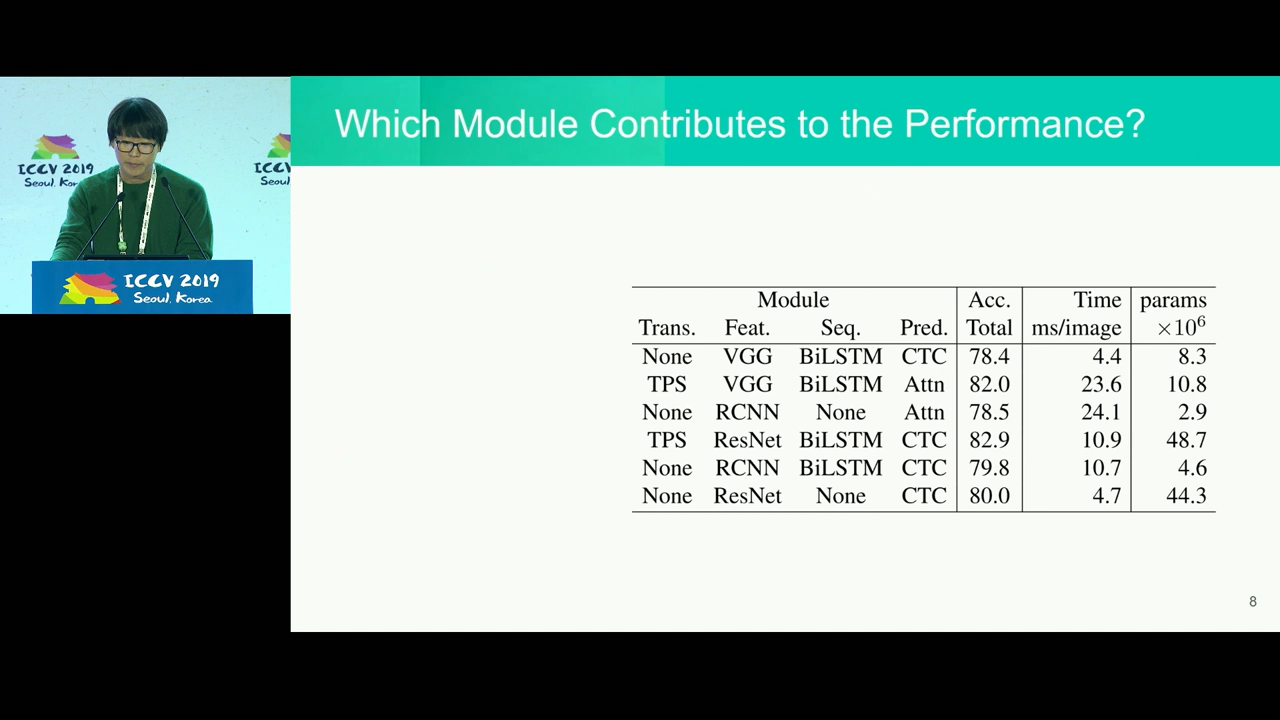 Which Module Contributes to the Performance?
ICCV 2019
Seoul, Kor
ICCV
Seoul
ICCV 2019
Seoul, Korea
Module Acc. Time params
Trans. Feat. Seq. Pred. Total ms/image ×10⁶
None VGG BiLSTM CTC 78.4 4.4 8.3
TPS VGG BiLSTM Attn 82.0 23.6 10.8
None RCNN None Attn 78.5 24.1 2.9
TPS ResNet BiLSTM CTC 82.9 10.9 48.7
None RCNN BiLSTM CTC 79.8 10.7 4.6
None ResNet None CTC 80.0 4.7 44.3
8